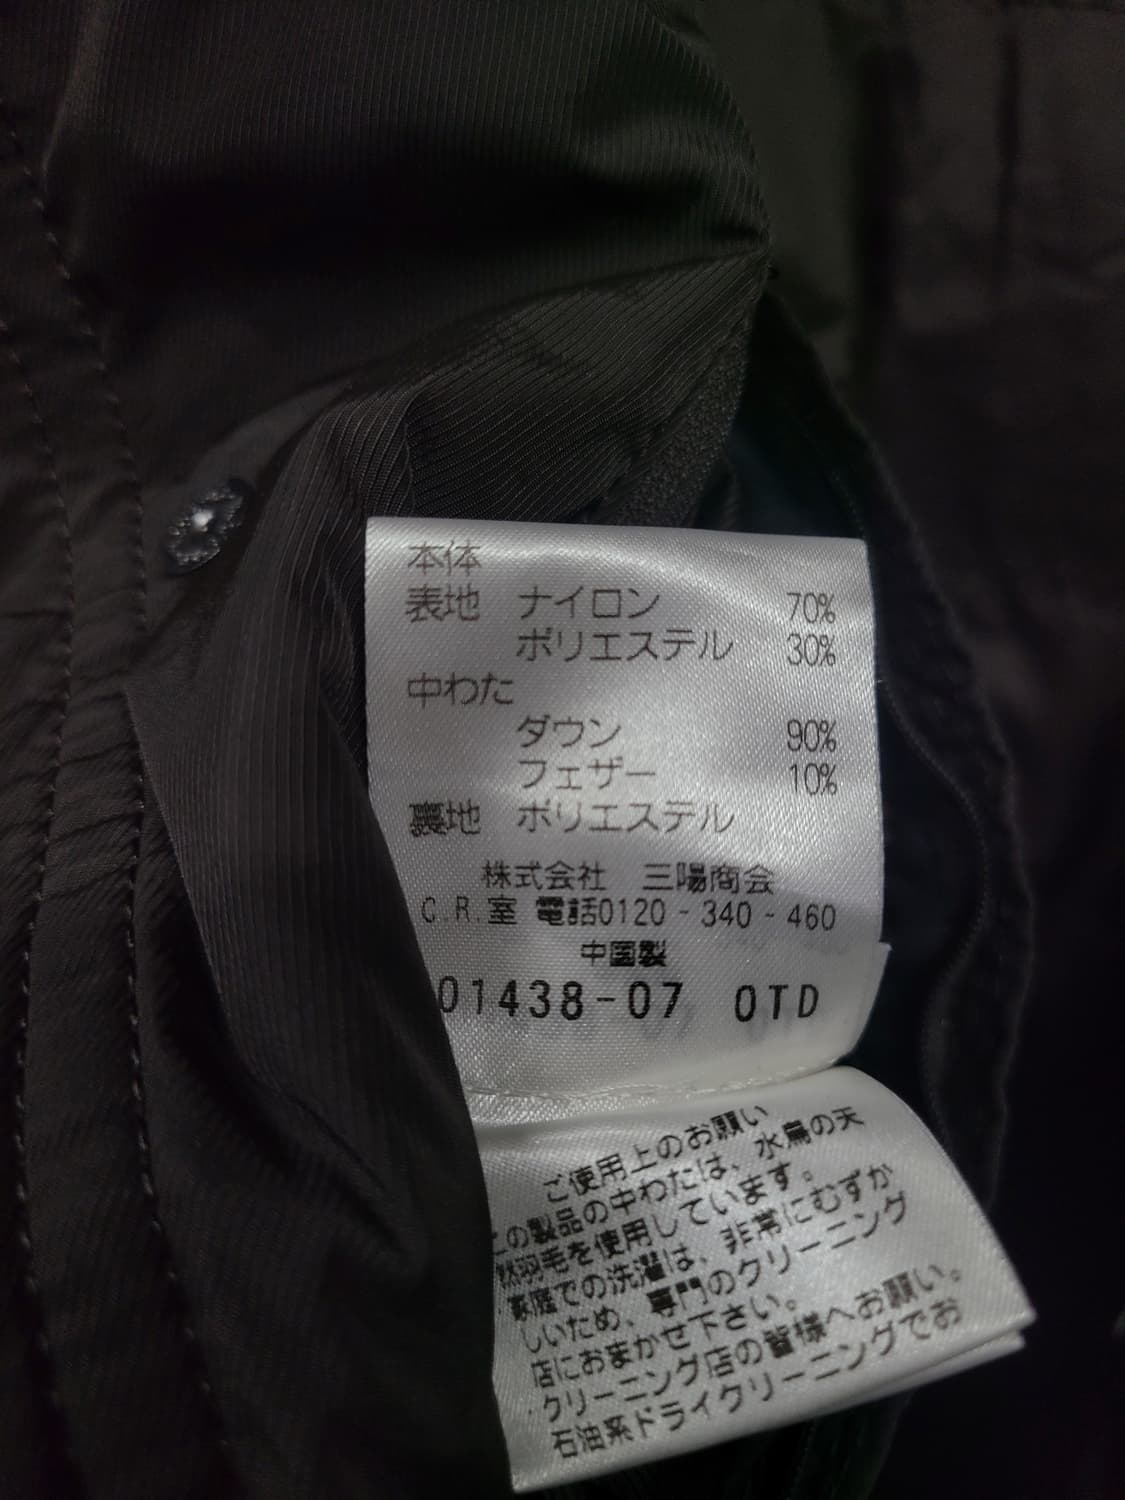 本体
表地 ナイロン 70%
ポリエステル 30%
中わた
ダウン 90%
フェザー 10%
裏地 ポリエステル
株式会社 三陽商会
C.R.室 電話0120-340-460
中国製
01438-07 OTD
ご使用上のお願い
この製品の中わたは、水鳥の天
然羽毛を使用しています。
家庭での洗濯は、非常にむずか
しいため、専門のクリーニング
店におまかせ下さい。
・クリーニング店の皆様へお願い。
石油系ドライクリーニングでお